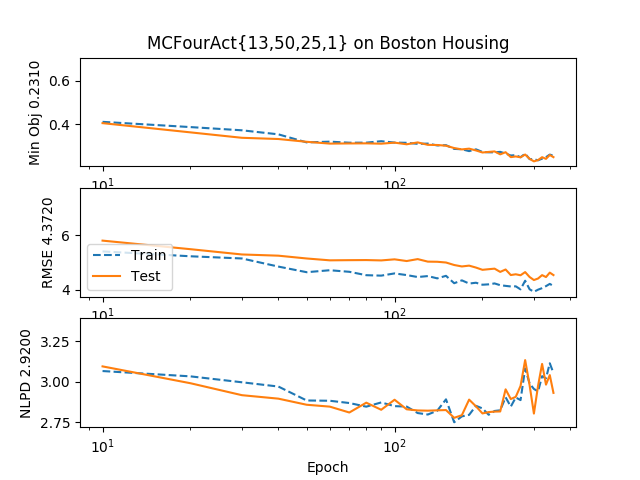 MCFourAct{13,50,25,1} on Boston Housing
Min Obj 0.2310
0.6
0.4
10¹
10²
RMSE 4.3720
6
4
Train
Test
10¹
10²
NLPD 2.9200
3.25
3.00
2.75
10¹
10²
Epoch